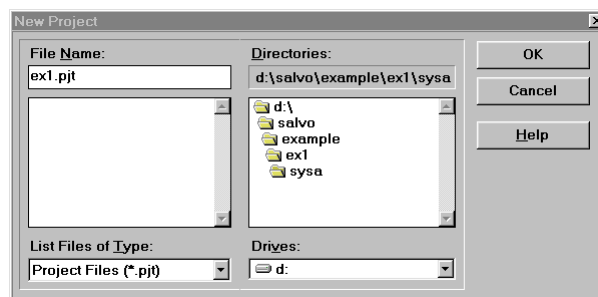 New Project
File Name:
ex1.pjt
List Files of Type:
Project Files (*.pjt)
Directories:
d:\salvo\example\ex1\sysa
d:\
salvo
example
ex1
sysa
Drives:
d:
OK
Cancel
Help